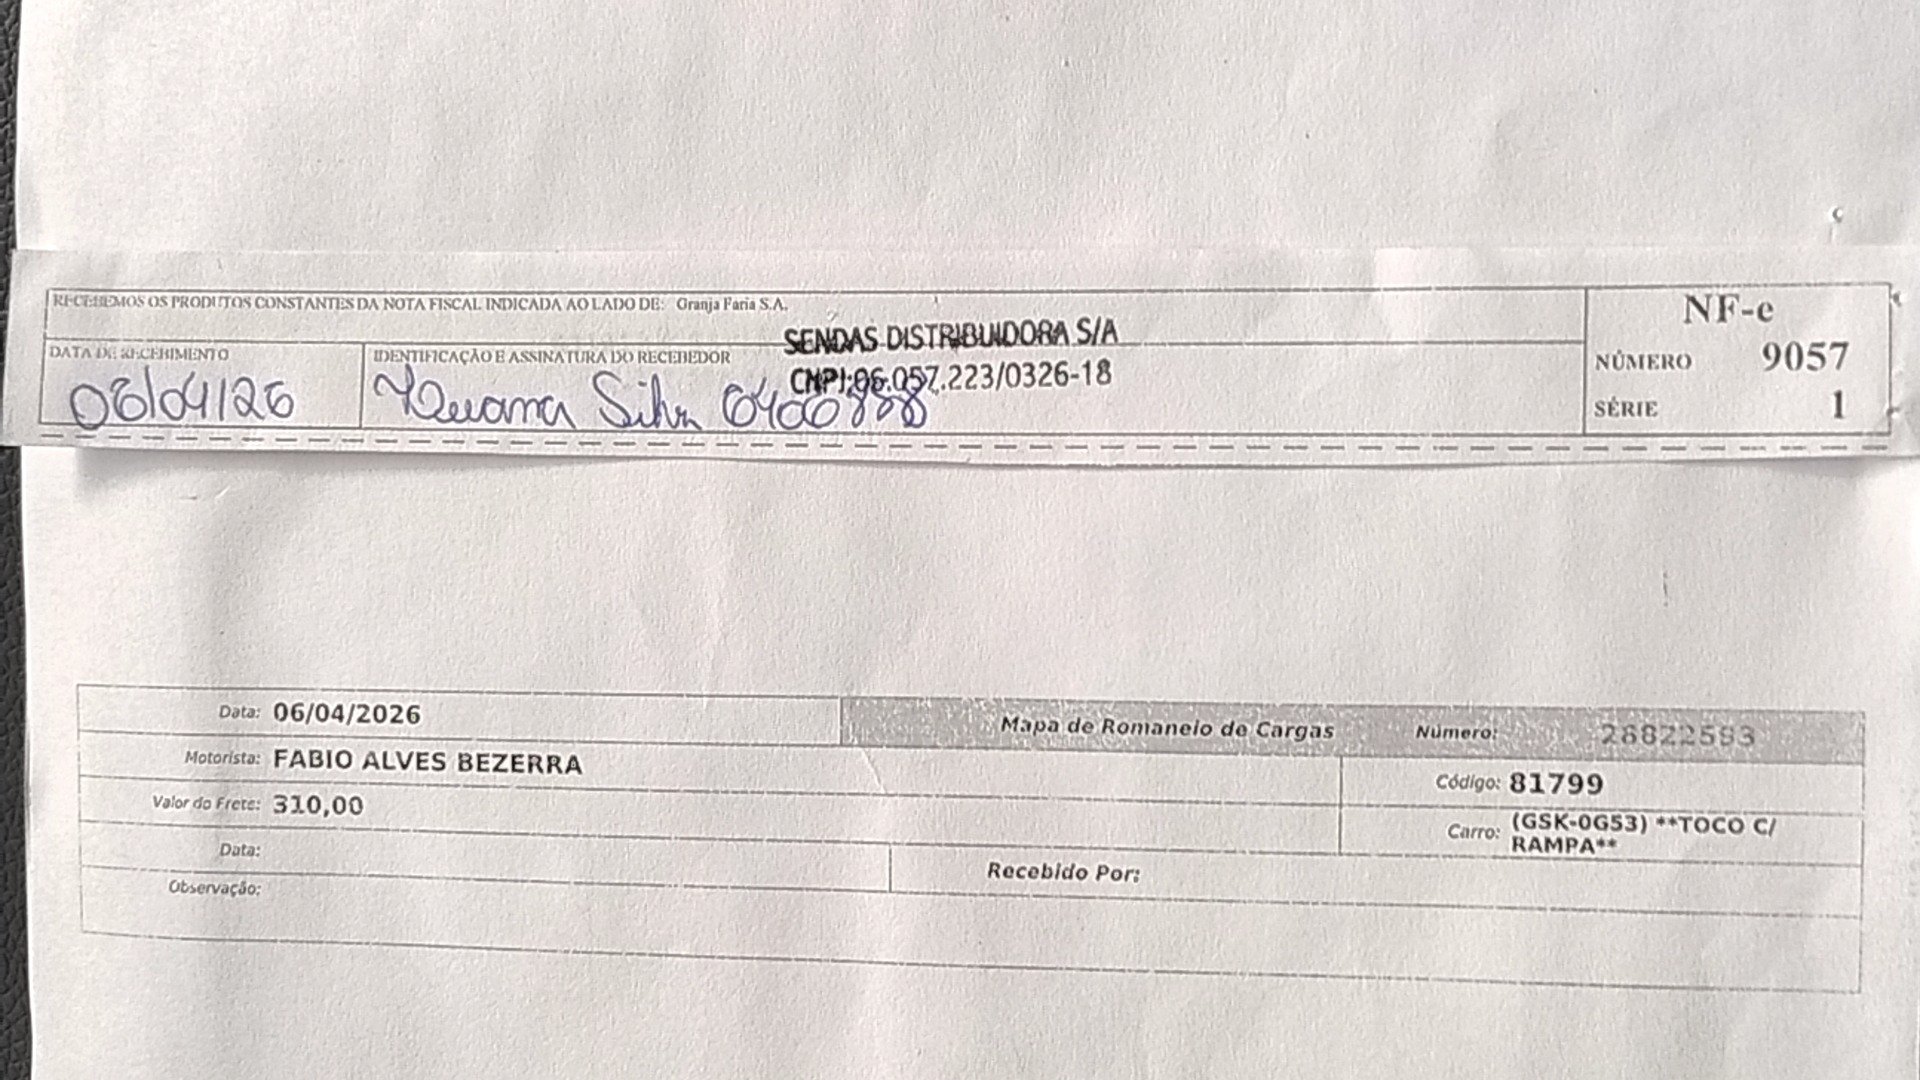 RECEBEMOS OS PRODUTOS CONSTANTES DA NOTA FISCAL INDICADA AO LADO DE: Granja Faria S.A.
NF-e
SENDAS DISTRIBUIDORA S/A
DATA DE RECEBIMENTO IDENTIFICAÇÃO E ASSINATURA DO RECEBEDOR
NÚMERO 9057
CNPJ:06.057.223/0326-18
06/04/26 Silva
SÉRIE 1
Data: 06/04/2026 Mapa de Romaneio de Cargas Número: 28822593
Motorista: FABIO ALVES BEZERRA Código: 81799
Valor do Frete: 310,00 Carro: (GSK-0G53) **TOCO C/
RAMPA**
Data: Recebido Por:
Observação: